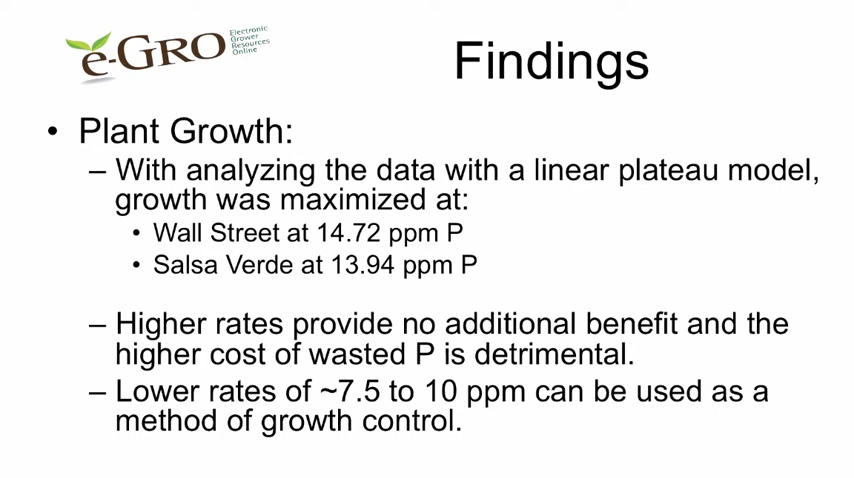 e-GRO
Electronic
Grower
Resources
Online
Findings
• Plant Growth:
– With analyzing the data with a linear plateau model,
growth was maximized at:
• Wall Street at 14.72 ppm P
• Salsa Verde at 13.94 ppm P
– Higher rates provide no additional benefit and the
higher cost of wasted P is detrimental.
– Lower rates of ~7.5 to 10 ppm can be used as a
method of growth control.